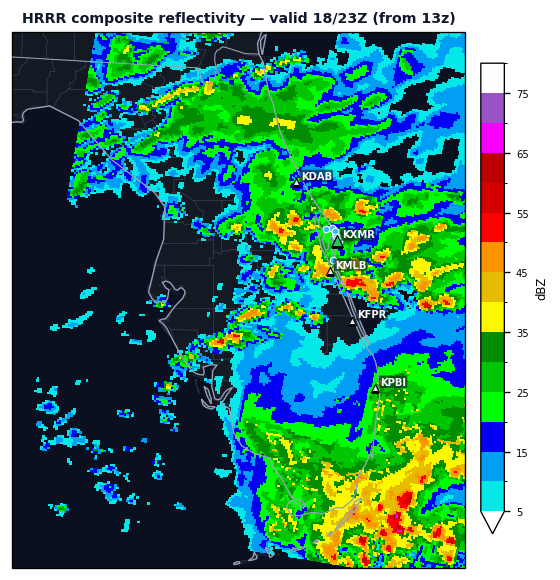 HRRR composite reflectivity — valid 18/23Z (from 13z)
KDAB
KXMR
KMLB
KFPR
KPBI
75
65
55
45
35
25
15
5
dBZ